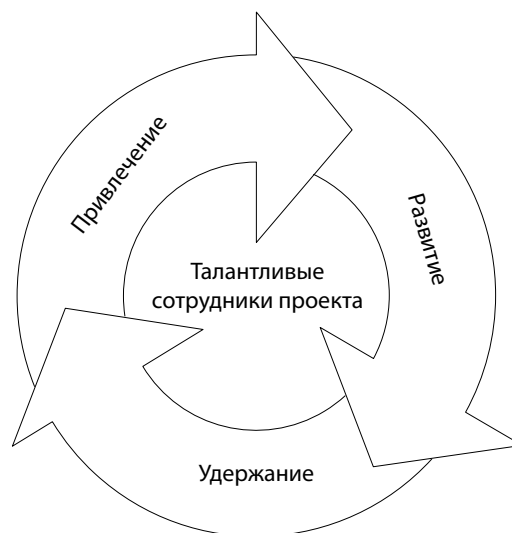 Привлечение
Развитие
Талантливые
сотрудники проекта
Удержание